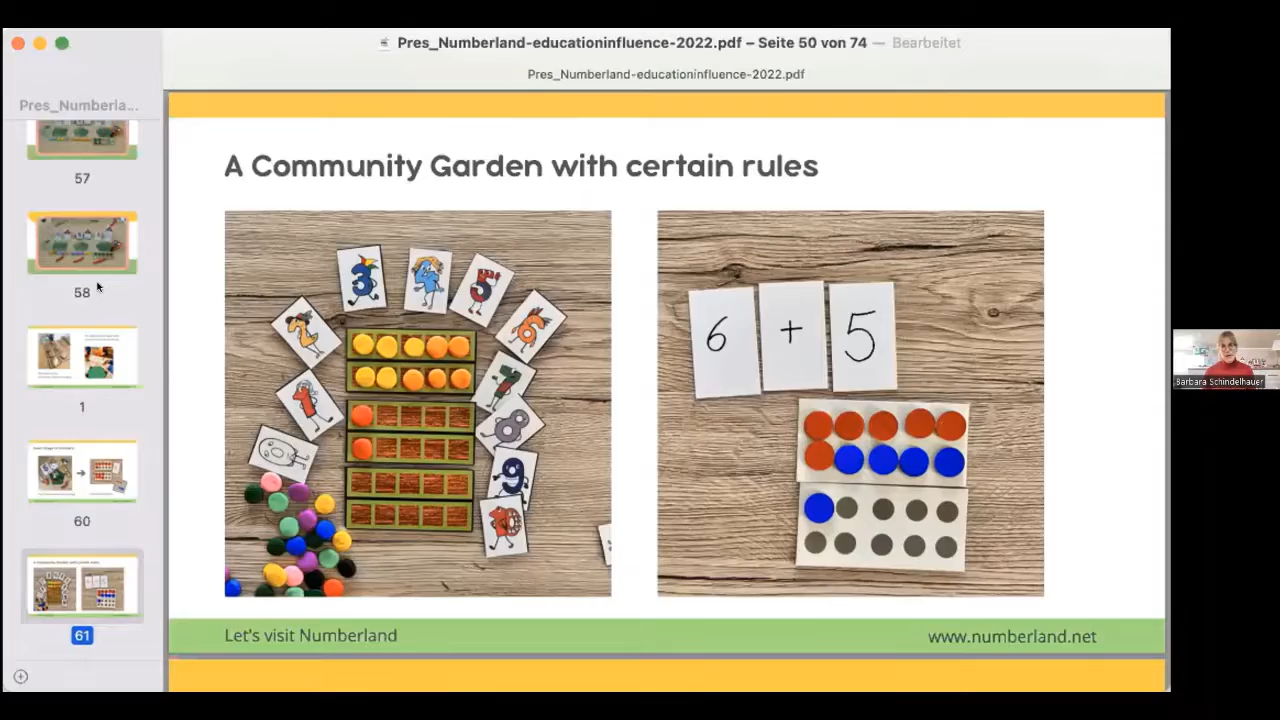 Pres_Numberland-educationinfluence-2022.pdf – Seite 50 von 74 — Bearbeitet
Pres_Numberland-educationinfluence-2022.pdf
Pres_Numberla...
57
58
1
60
61
A Community Garden with certain rules
3
5
6
8
9
6 + 5
Let's visit Numberland
www.numberland.net
Barbara Schindelhauer